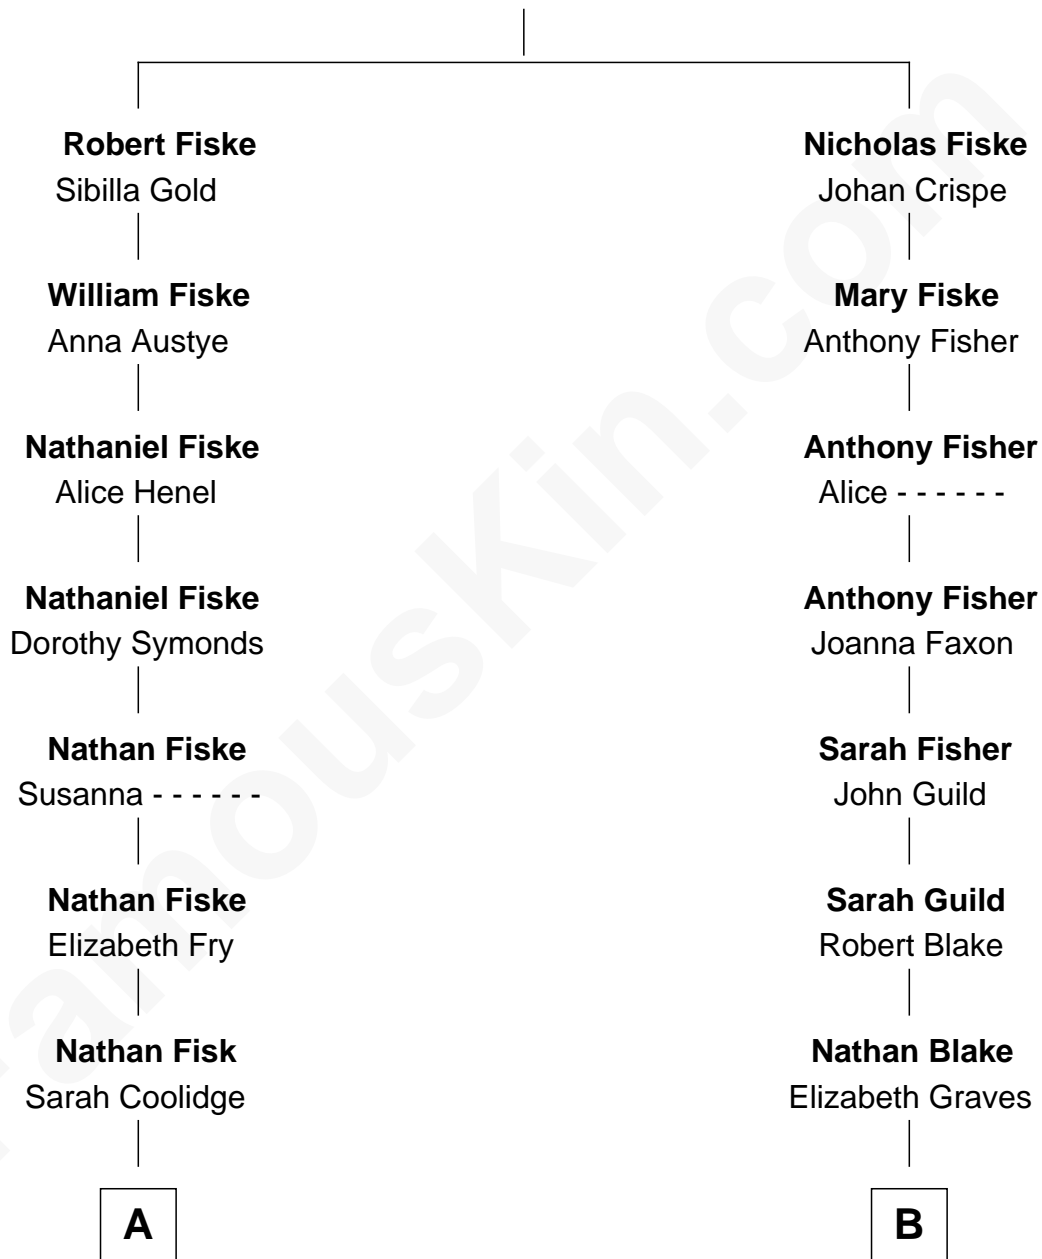 Robert Fiske
Sibilla Gold
William Fiske
Anna Austye
Nathaniel Fiske
Alice Henel
Nathaniel Fiske
Dorothy Symonds
Nathan Fiske
Susanna - - - - - -
Nathan Fiske
Elizabeth Fry
Nathan Fisk
Sarah Coolidge
A
Nicholas Fiske
Johan Crispe
Mary Fiske
Anthony Fisher
Anthony Fisher
Alice - - - - - -
Anthony Fisher
Joanna Faxon
Sarah Fisher
John Guild
Sarah Guild
Robert Blake
Nathan Blake
Elizabeth Graves
B
FamousKin.com